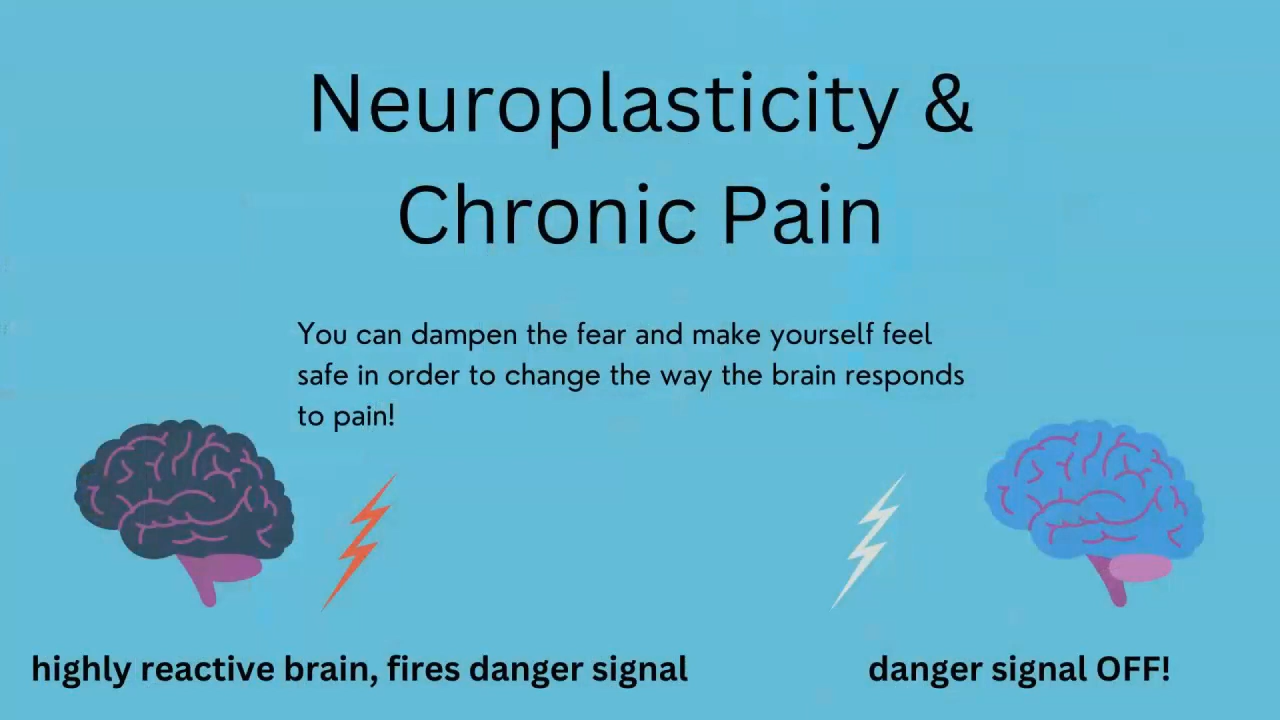 Neuroplasticity &
Chronic Pain
You can dampen the fear and make yourself feel
safe in order to change the way the brain responds
to pain!
highly reactive brain, fires danger signal
danger signal OFF!